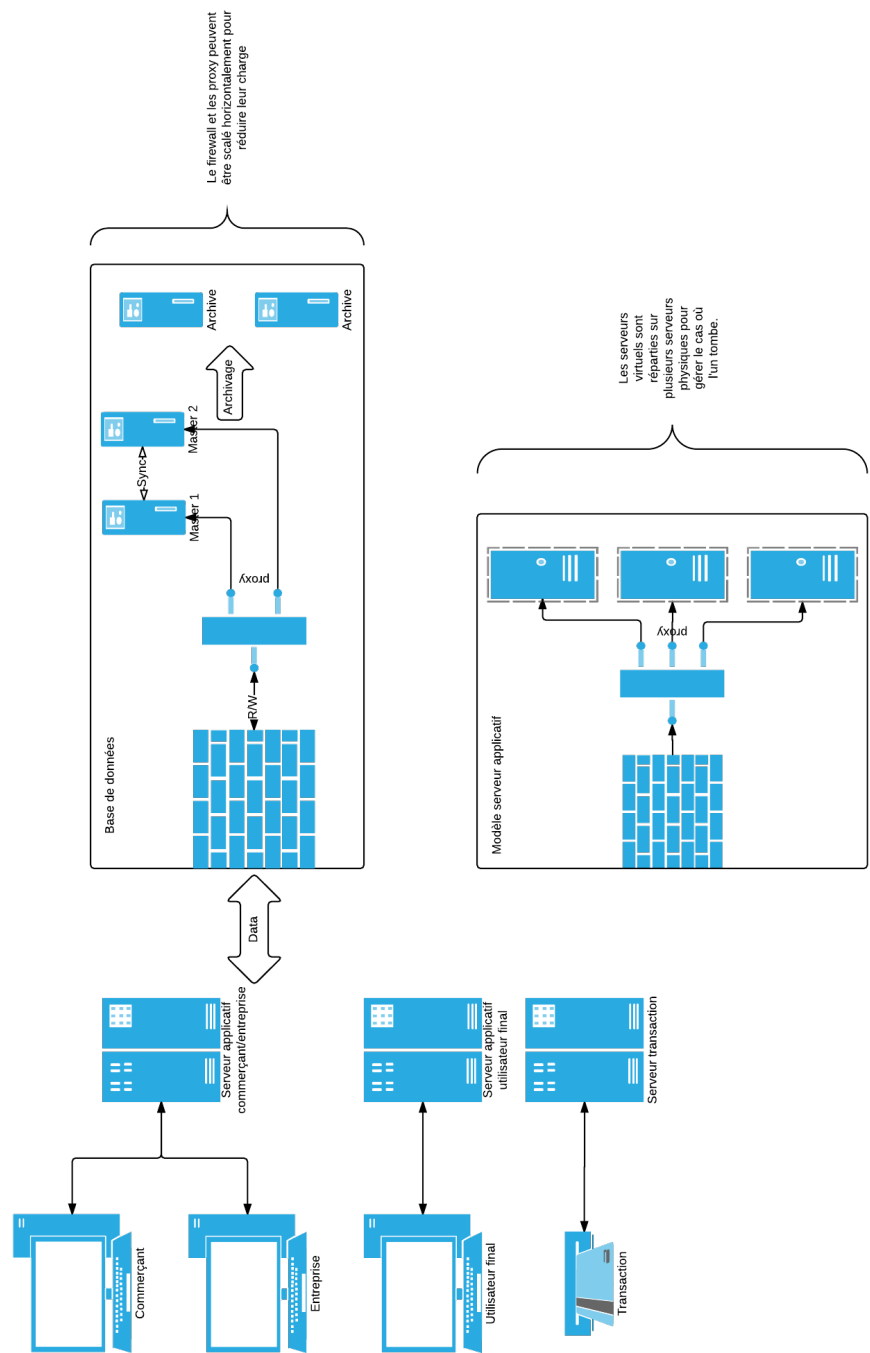 Commerçant
Entreprise
Utilisateur final
Transaction
Serveur applicatif
commerçant/entreprise
Serveur applicatif
utilisateur final
Serveur transaction
Data
Base de données
R/W
proxy
Master 1
Sync
Master 2
Archivage
Archive
Archive
Le firewall et les proxy peuvent
être scalé horizontalement pour
réduire leur charge
Modèle serveur applicatif
proxy
Les serveurs
virtuels sont
réparties sur
plusieurs serveurs
physiques pour
gérer le cas où
l'un tombe.